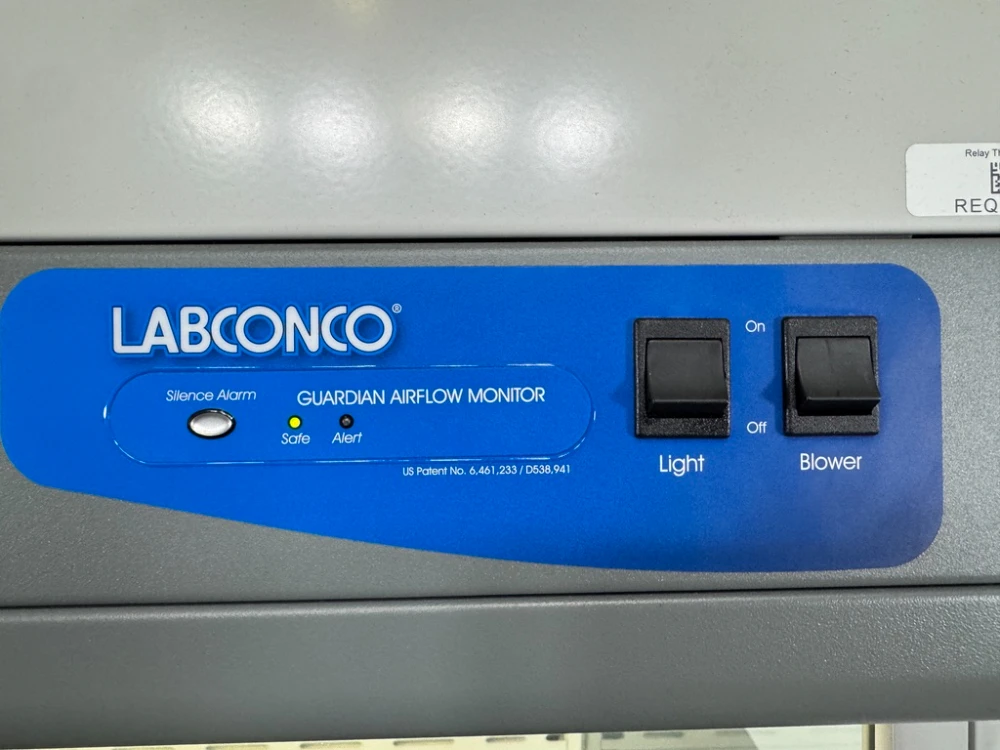 Relay
REQ
LABCONCO®
On
Silence Alarm
GUARDIAN AIRFLOW MONITOR
Safe
Alert
Off
US Patent No. 6,461,233 / D538,941
Light
Blower